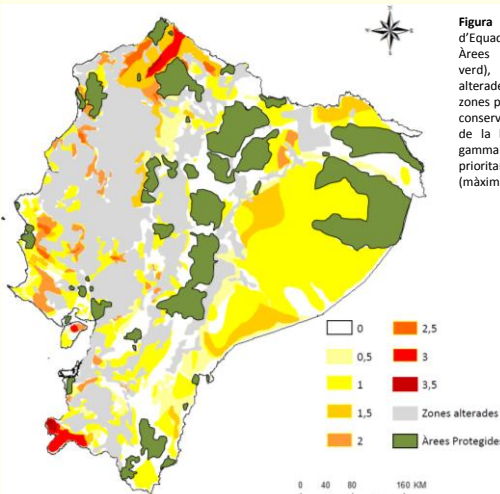 Figura
d'Equad
Àrees
verd),
alterade
zones p
conserv
de la
gamma
prioritar
(màxim
0
0,5
1
1,5
2
2,5
3
3,5
Zones alterades
Àrees Protegide
0 40 80 160 KM